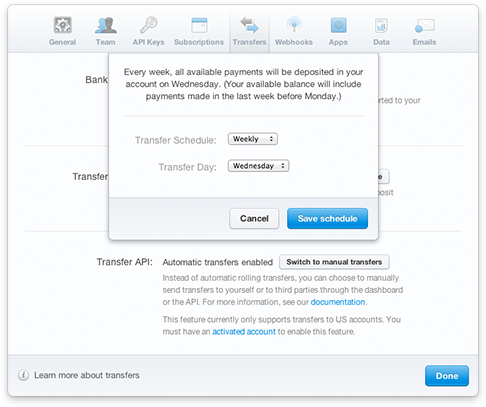 General Team API Keys Subscriptions Transfers Webhooks Apps Data Emails
Every week, all available payments will be deposited in your
account on Wednesday. (Your available balance will include
payments made in the last week before Monday.)
Bank
erted to your
Transfer Schedule: Weekly
Transfer Day: Wednesday
Transfer
posit
Cancel Save schedule
Transfer API: Automatic transfers enabled Switch to manual transfers
Instead of automatic rolling transfers, you can choose to manually
send transfers to yourself or to third parties through the dashboard
or the API. For more information, see our documentation.
This feature currently only supports transfers to US accounts. You
must have an activated account to enable this feature.
Learn more about transfers Done